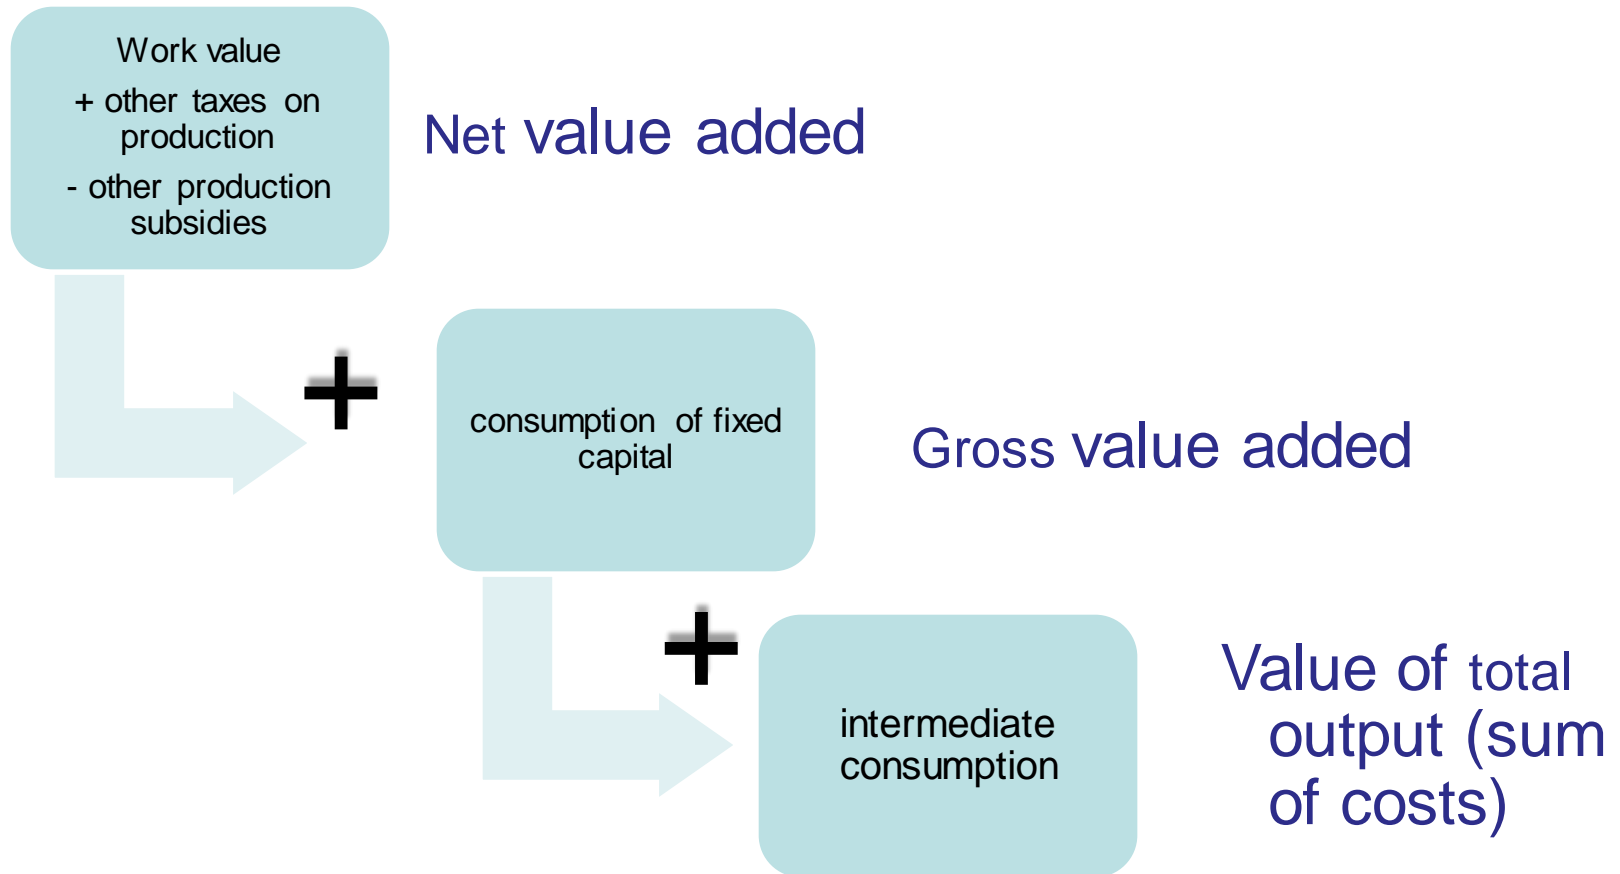 Work value
+ other taxes on
production
- other production
subsidies
Net value added
+
consumption of fixed
capital
Gross value added
+
intermediate
consumption
Value of total
output (sum
of costs)